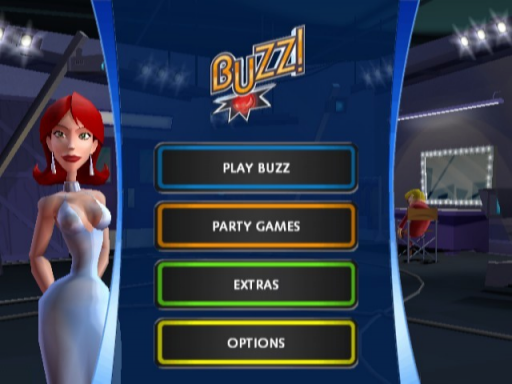 BUZZ!
PLAY BUZZ
PARTY GAMES
EXTRAS
OPTIONS